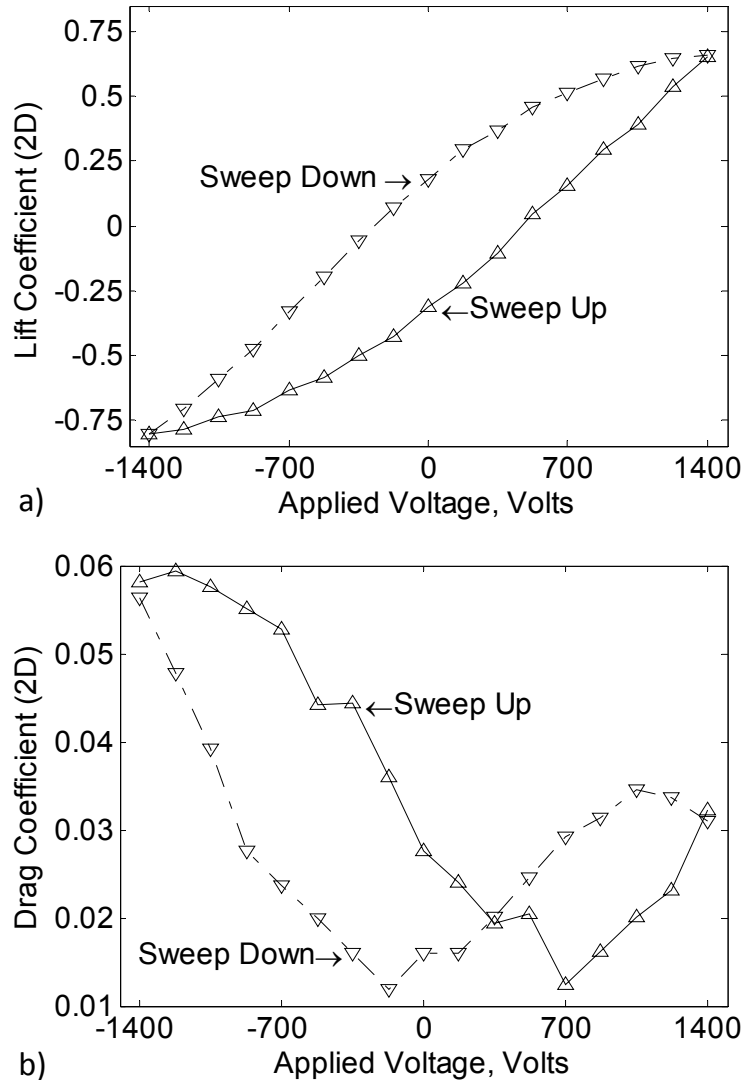 0.75
0.5
Lift Coefficient (2D)
Sweep Down →
0.25
0
-0.25
← Sweep Up
-0.5
-0.75
-1400 -700 0 700 1400
a) Applied Voltage, Volts
0.06
0.05
← Sweep Up
0.04
Drag Coefficient (2D)
0.03
0.02
Sweep Down →
0.01
-1400 -700 0 700 1400
b) Applied Voltage, Volts